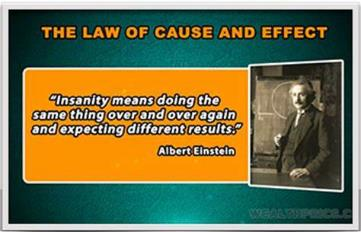 THE LAW OF CAUSE AND EFFECT
“Insanity means doing the
same thing over and over again
and expecting different results.”
Albert Einstein